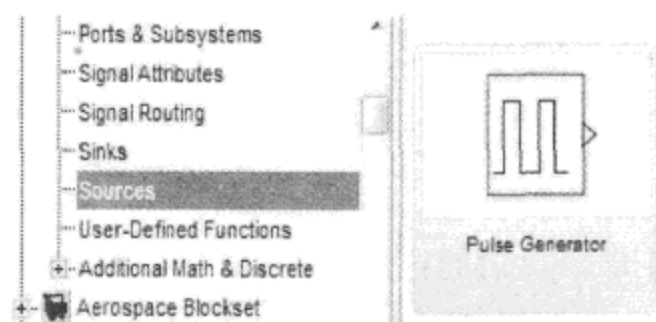 Ports & Subsystems
Signal Attributes
Signal Routing
Sinks
Sources
User-Defined Functions
Additional Math & Discrete
Aerospace Blockset
Pulse Generator